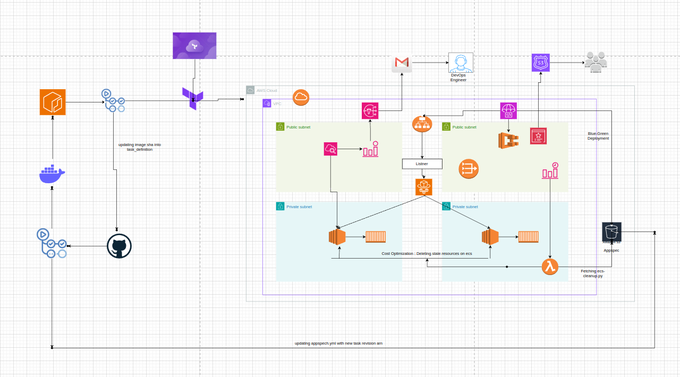 DevOps
Engineer
AWS Cloud
VPC
Public subnet
Public subnet
Blue:Green
Deployment
updating image sha into
task_definition
Listner
Private subnet
Private subnet
Cost Optimization : Deleting stale resources on ecs
Appspec
Fetching ecs-
cleanup.py
updating appspech.yml with new task revision arn